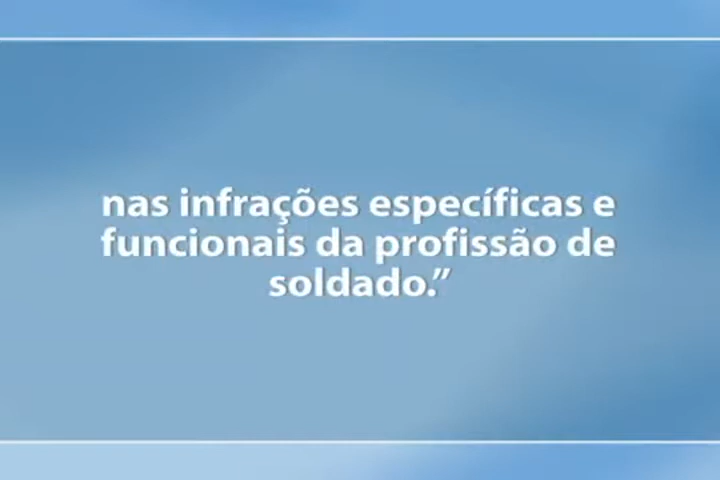 nas infrações específicas e
funcionais da profissão de
soldado.”